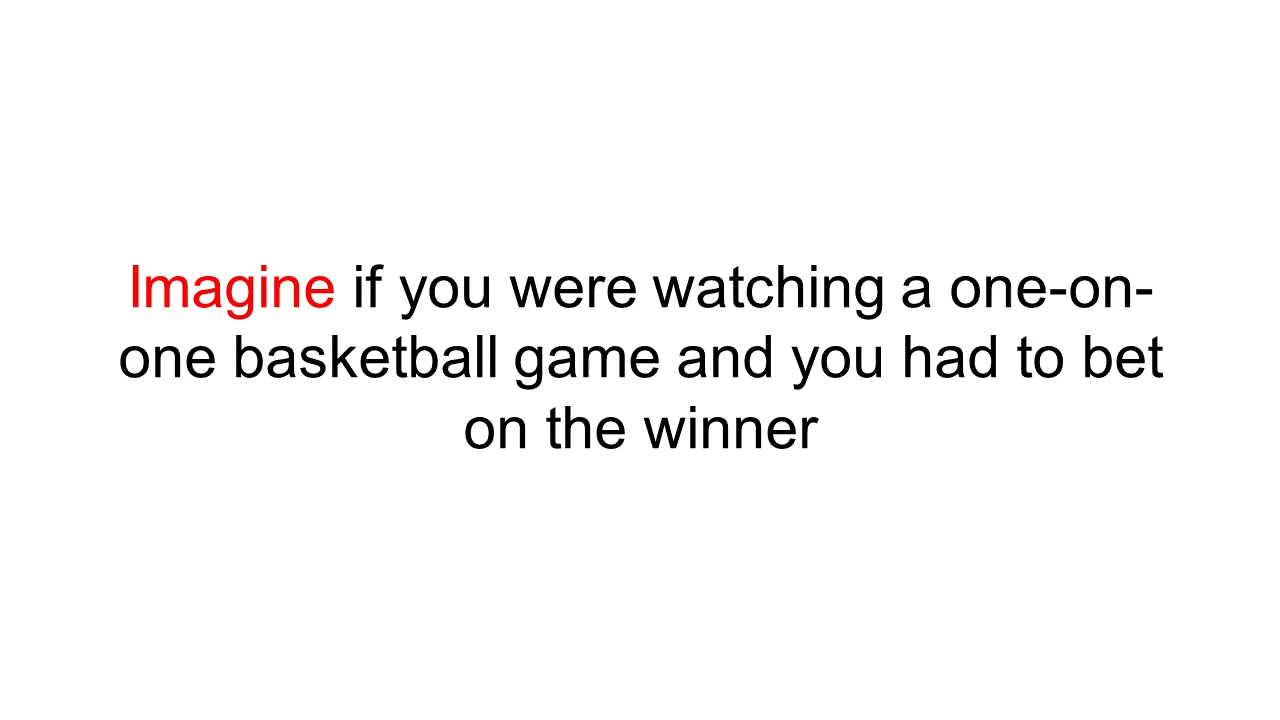 Imagine if you were watching a one-on-
one basketball game and you had to bet
on the winner